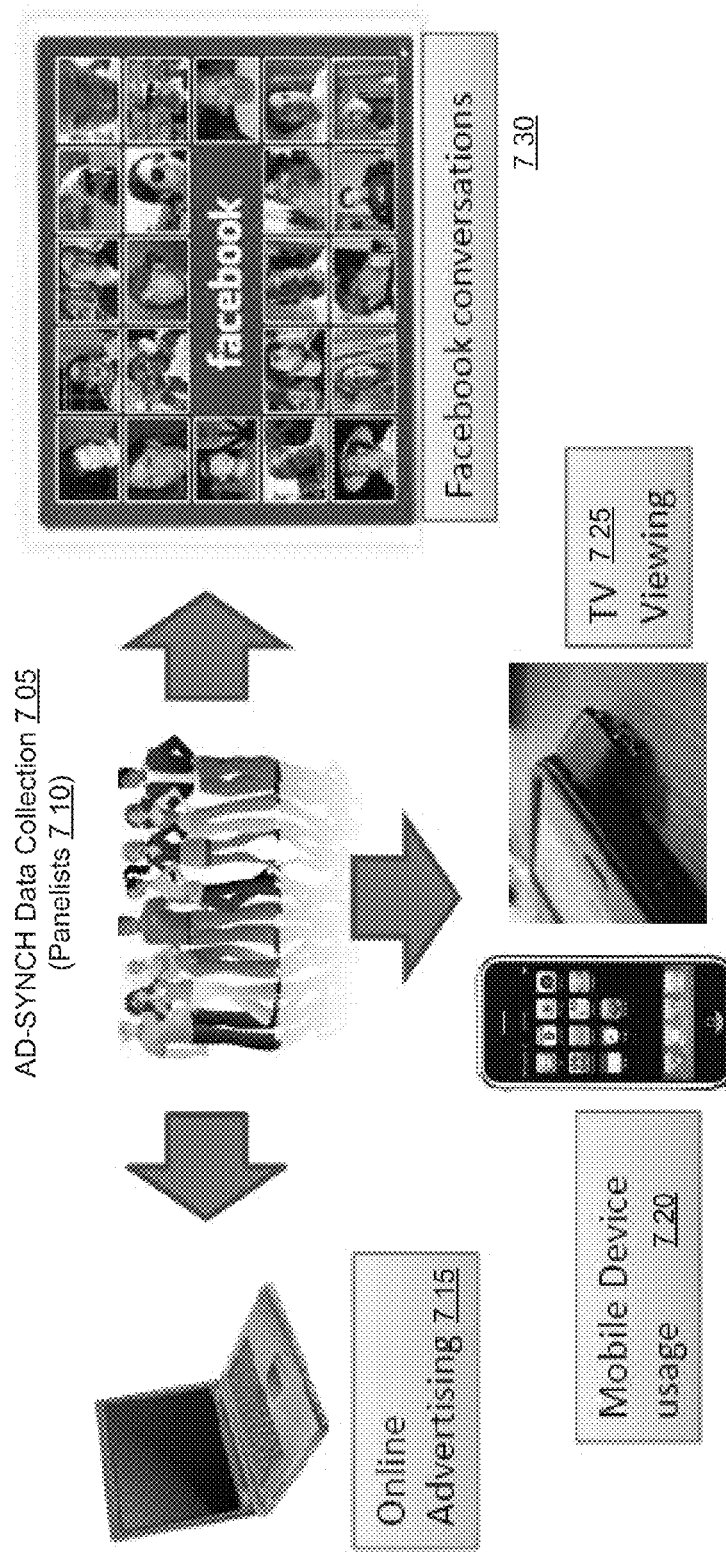 AD-SYNCH Data Collection 7 05
(Panelists 7 10)
Online
Advertising 7 15
Mobile Device
usage 7 20
TV 7 25
Viewing
facebook
Facebook conversations
7 30